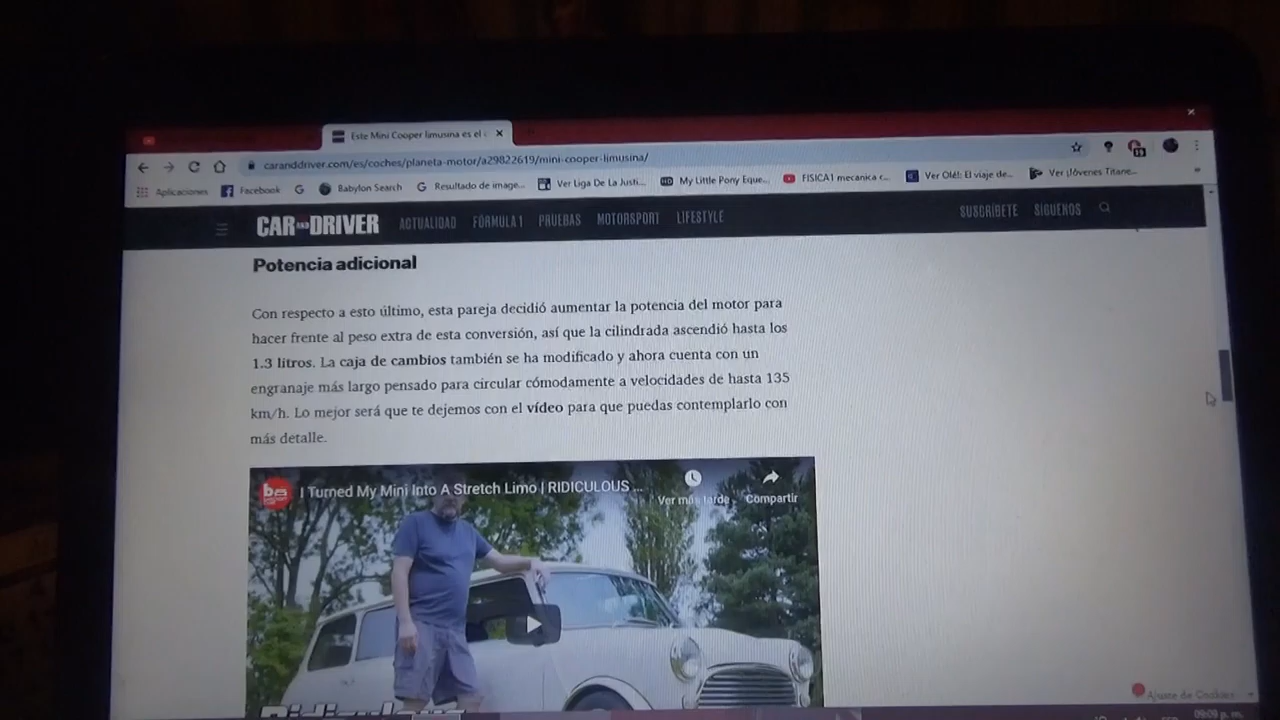 Este Mini Cooper limusina es el
caranddriver.com/es/coches/planeta-motor/a29822619/mini-cooper-limusina/
Aplicaciones Facebook Babylon Search Resultado de image... Ver Liga De La Justi... My Little Pony Eque... FISICA1 mecanica c... Ver Olé!: El viaje de... Ver ¡Jóvenes Titane...
CAR AND DRIVER ACTUALIDAD FÓRMULA 1 PRUEBAS MOTORSPORT LIFESTYLE SUSCRÍBETE SÍGUENOS
Potencia adicional
Con respecto a esto último, esta pareja decidió aumentar la potencia del motor para
hacer frente al peso extra de esta conversión, así que la cilindrada ascendió hasta los
1.3 litros. La caja de cambios también se ha modificado y ahora cuenta con un
engranaje más largo pensado para circular cómodamente a velocidades de hasta 135
km/h. Lo mejor será que te dejemos con el vídeo para que puedas contemplarlo con
más detalle.
I Turned My Mini Into A Stretch Limo | RIDICULOUS ...
Ver más tarde Compartir
Ajuste de Cookies
09:09 p. m.